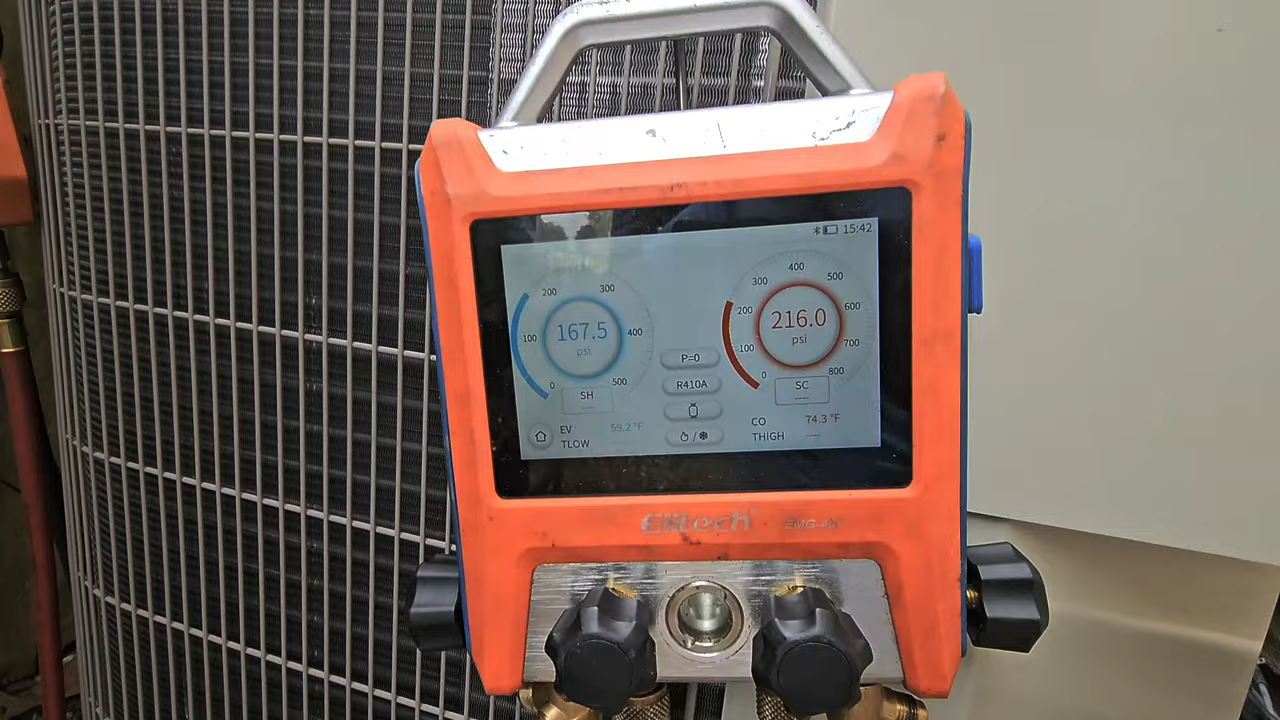 15:42
200
300
100
400
0
500
167.5
psi
SH
----
EV 59.2 °F
TLOW
P=0
R410A
400
300
500
200
600
100
700
0
800
216.0
psi
SC
----
CO 74.3 °F
THIGH ----
Elitech